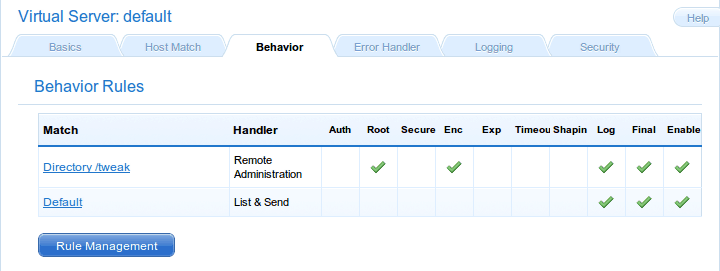 Virtual Server: default
Help
Basics
Host Match
Behavior
Error Handler
Logging
Security
Behavior Rules
Match Handler Auth Root Secure Enc Exp Timeou Shapin Log Final Enable
Directory /tweak Remote
Administration
Default List & Send
Rule Management